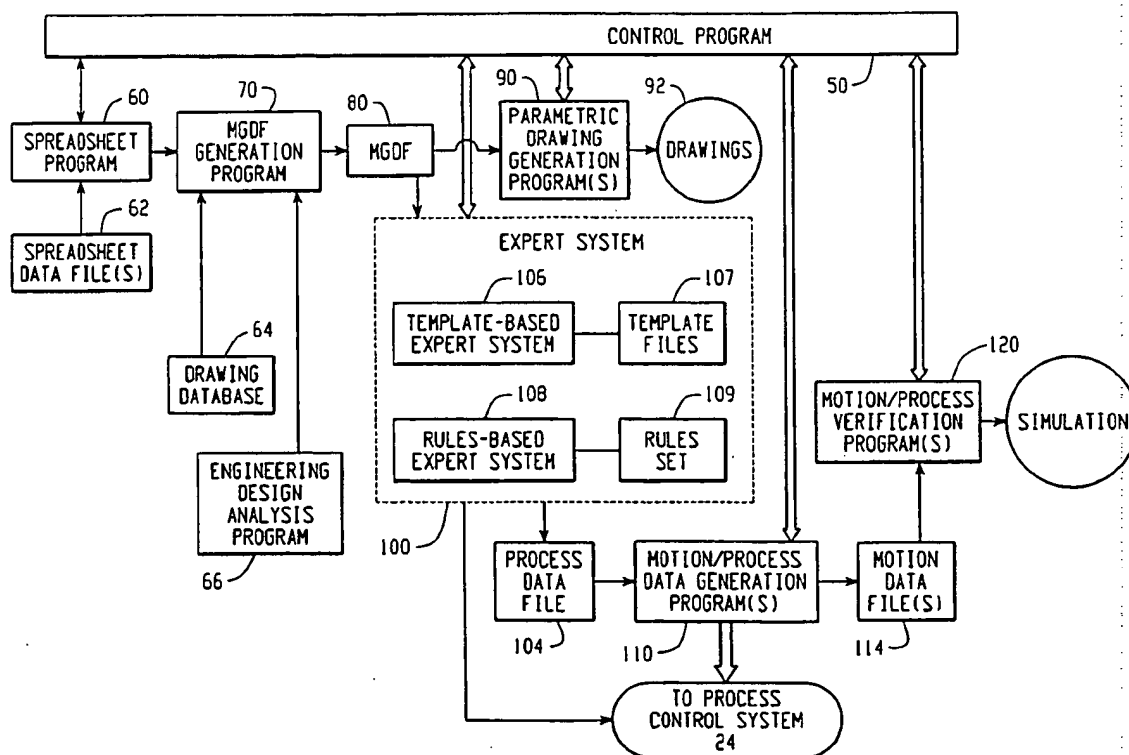 CONTROL PROGRAM
50
60
SPREADSHEET
PROGRAM
62
SPREADSHEET
DATA FILE(S)
70
MGDF
GENERATION
PROGRAM
80
MGDF
90
PARAMETRIC
DRAWING
GENERATION
PROGRAM(S)
92
DRAWINGS
64
DRAWING
DATABASE
ENGINEERING
DESIGN
ANALYSIS
PROGRAM
66
EXPERT SYSTEM
106
TEMPLATE-BASED
EXPERT SYSTEM
107
TEMPLATE
FILES
108
RULES-BASED
EXPERT SYSTEM
109
RULES
SET
100
PROCESS
DATA
FILE
104
MOTION/PROCESS
DATA GENERATION
PROGRAM(S)
110
MOTION
DATA
FILE(S)
114
120
MOTION/PROCESS
VERIFICATION
PROGRAM(S)
SIMULATION
TO PROCESS
CONTROL SYSTEM
24